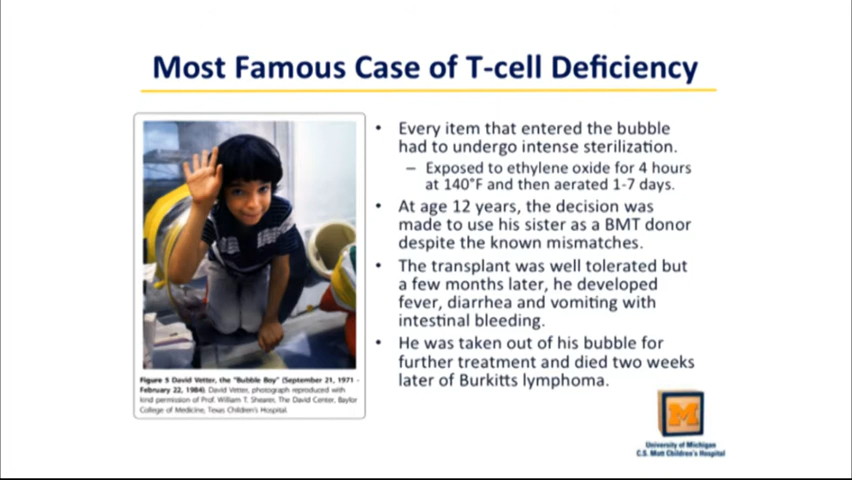 Most Famous Case of T-cell Deficiency
• Every item that entered the bubble
had to undergo intense sterilization.
– Exposed to ethylene oxide for 4 hours
at 140°F and then aerated 1-7 days.
• At age 12 years, the decision was
made to use his sister as a BMT donor
despite the known mismatches.
• The transplant was well tolerated but
a few months later, he developed
fever, diarrhea and vomiting with
intestinal bleeding.
• He was taken out of his bubble for
further treatment and died two weeks
later of Burkitts lymphoma.
Figure 5 David Vetter, the "Bubble Boy" (September 21, 1971 -
February 22, 1984). David Vetter, photograph reproduced with
kind permission of Prof. William T. Shearer, The David Center, Baylor
College of Medicine, Texas Children's Hospital.
M
University of Michigan
C.S. Mott Children's Hospital